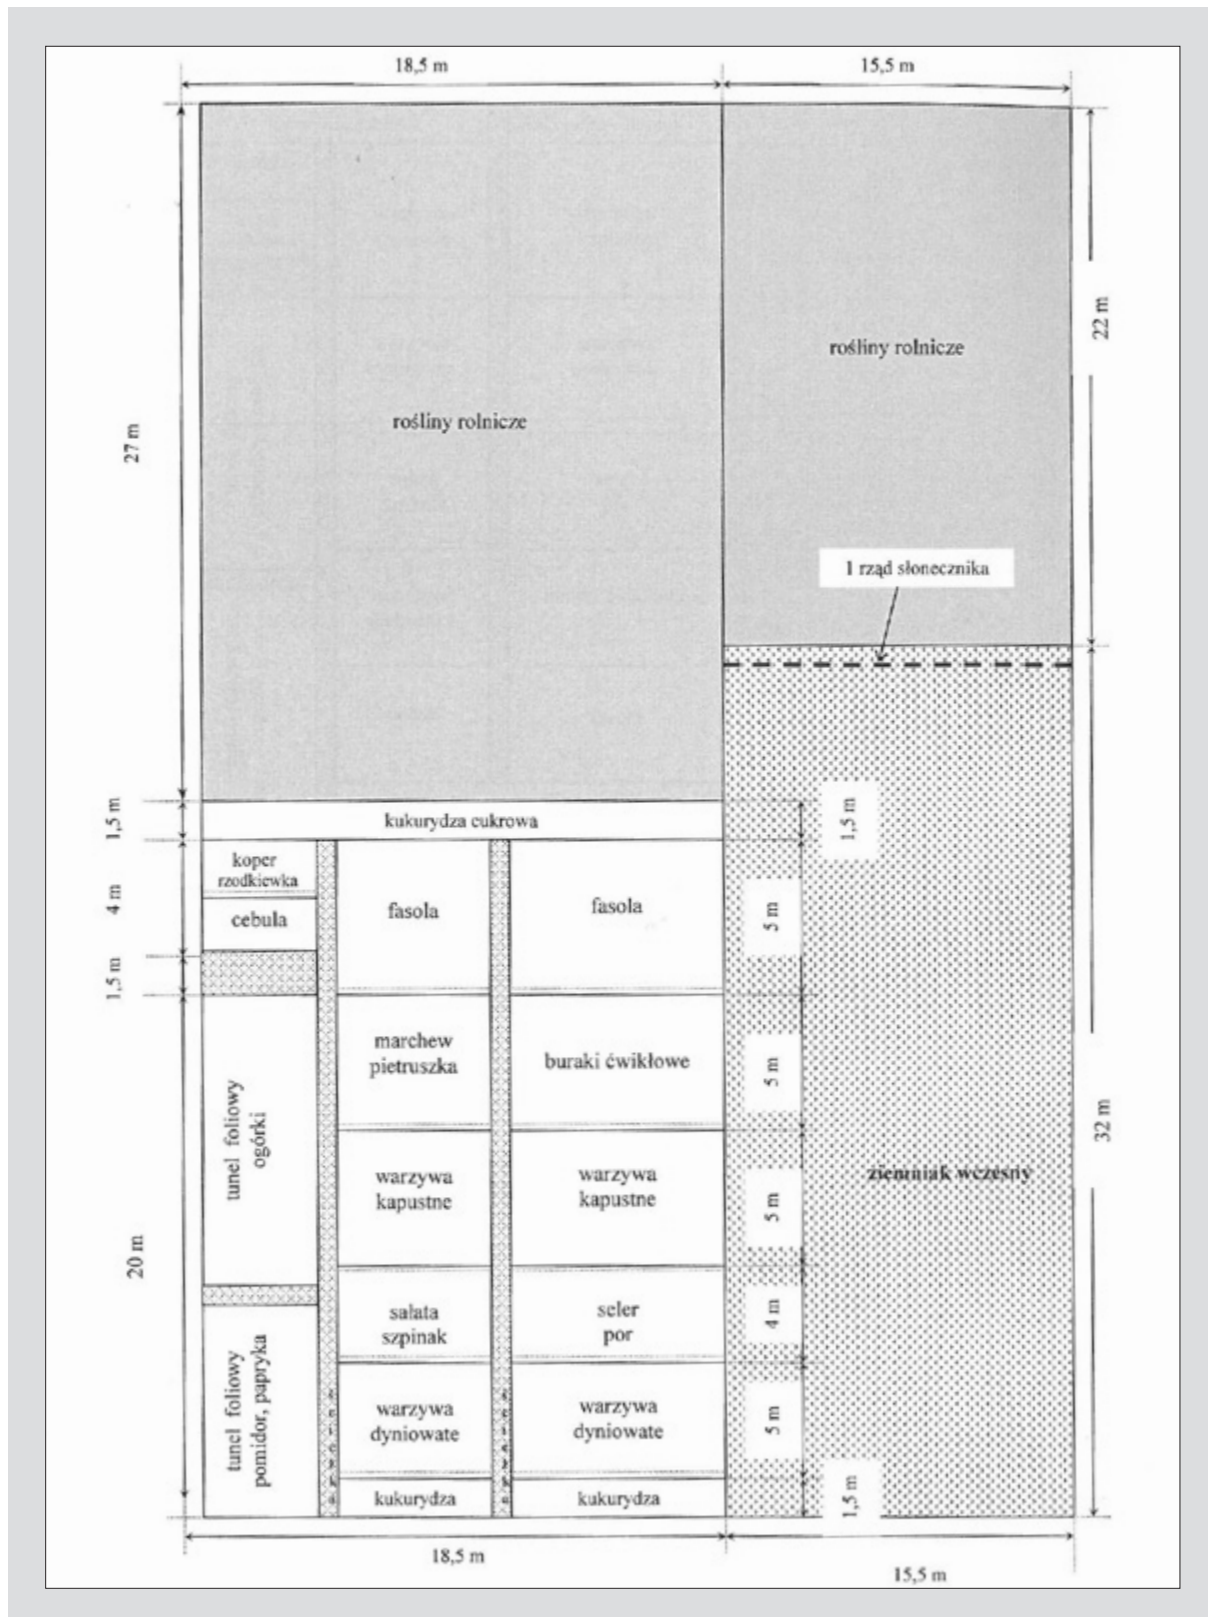 18,5 m
15,5 m
22 m
rośliny rolnicze
rośliny rolnicze
27 m
1 rząd słonecznika
1,5 m
kukurydza cukrowa
1,5 m
koper
rzodkiewka
4 m
cebula
fasola
fasola
5 m
1,5 m
marchew
pietruszka
buraki ćwikłowe
5 m
tunel foliowy
ogórki
32 m
warzywa
kapustne
warzywa
kapustne
5 m
ziemniak wczesny
20 m
sałata
szpinak
seler
por
4 m
tunel foliowy
pomidor, papryka
warzywa
dyniowate
warzywa
dyniowate
5 m
kukurydza
kukurydza
1,5 m
18,5 m
15,5 m